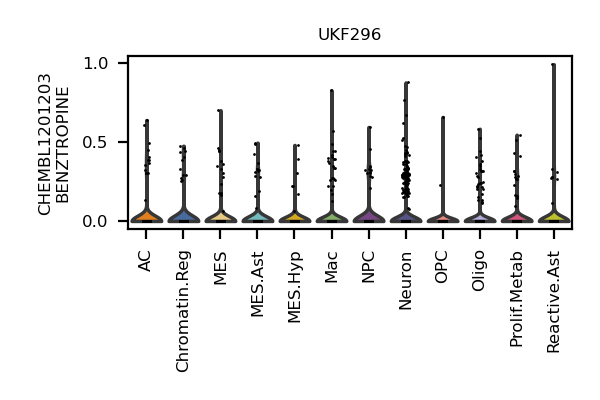 UKF296
CHEMBL1201203
BENZTROPINE
1.0
0.5
0.0
AC
Chromatin.Reg
MES
MES.Ast
MES.Hyp
Mac
NPC
Neuron
OPC
Oligo
Prolif.Metab
Reactive.Ast